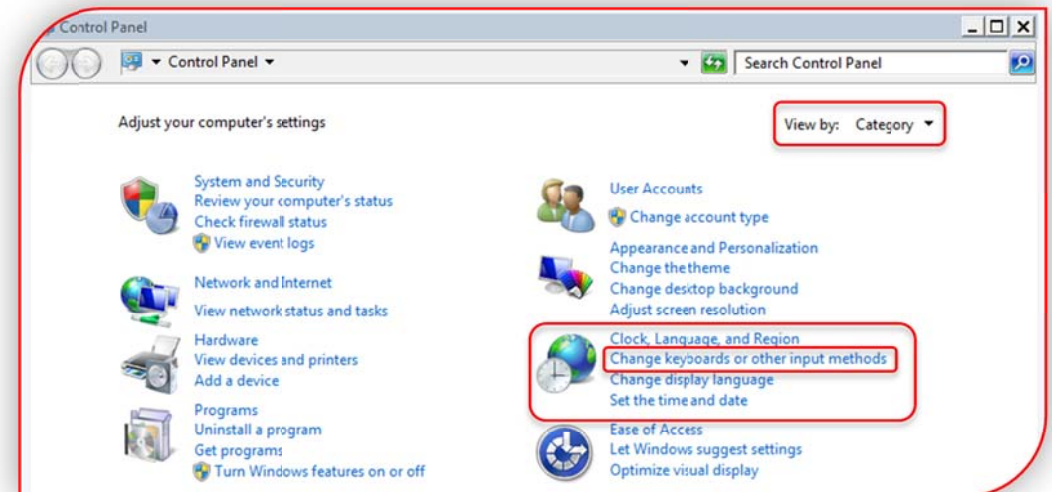 Control Panel
Control Panel
Search Control Panel
Adjust your computer's settings
View by: Category
System and Security
Review your computer's status
Check firewall status
View event logs
Network and Internet
View network status and tasks
Hardware
View devices and printers
Add a device
Programs
Uninstall a program
Get programs
Turn Windows features on or off
User Accounts
Change account type
Appearance and Personalization
Change the theme
Change desktop background
Adjust screen resolution
Clock, Language, and Region
Change keyboards or other input methods
Change display language
Set the time and date
Ease of Access
Let Windows suggest settings
Optimize visual display